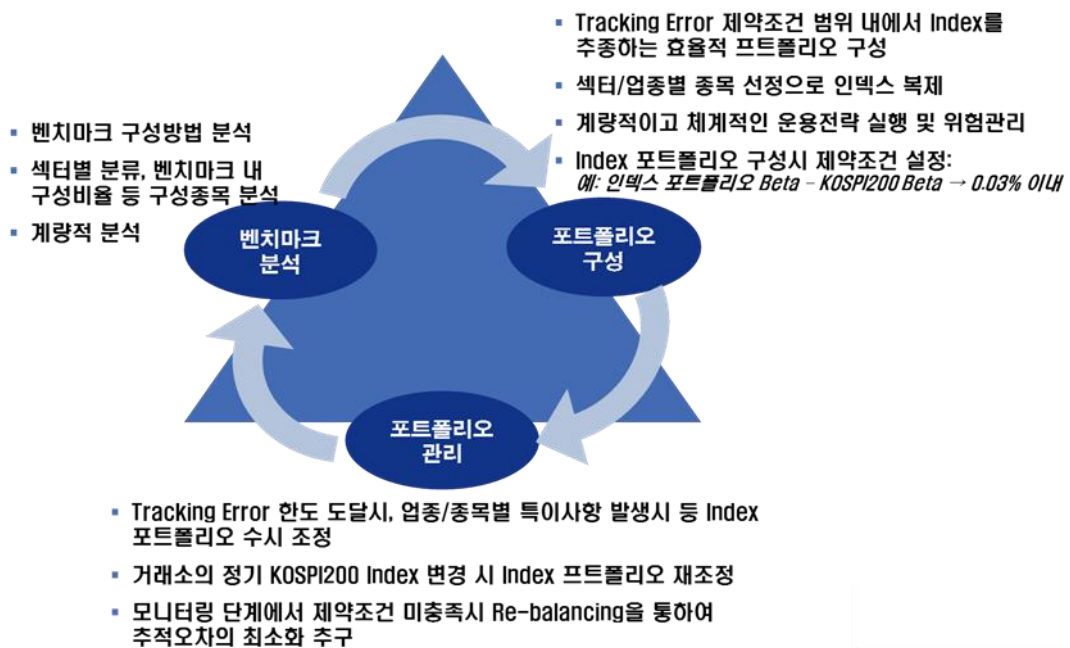 ▪ Tracking Error 제약조건 범위 내에서 Index를
추종하는 효율적 프트폴리오 구성
▪ 섹터/업종별 종목 선정으로 인덱스 복제
▪ 계량적이고 체계적인 운용전략 실행 및 위험관리
▪ Index 포트폴리오 구성시 제약조건 설정:
예: 인덱스 포트폴리오 Beta – KOSPI200 Beta → 0.03% 이내
▪ 벤치마크 구성방법 분석
▪ 섹터별 분류, 벤치마크 내
구성비율 등 구성종목 분석
▪ 계량적 분석
벤치마크
분석
포트폴리오
구성
포트폴리오
관리
▪ Tracking Error 한도 도달시, 업종/종목별 특이사항 발생시 등 Index
포트폴리오 수시 조정
▪ 거래소의 정기 KOSPI200 Index 변경 시 Index 프트폴리오 재조정
▪ 모니터링 단계에서 제약조건 미충족시 Re-balancing을 통하여
추적오차의 최소화 추구